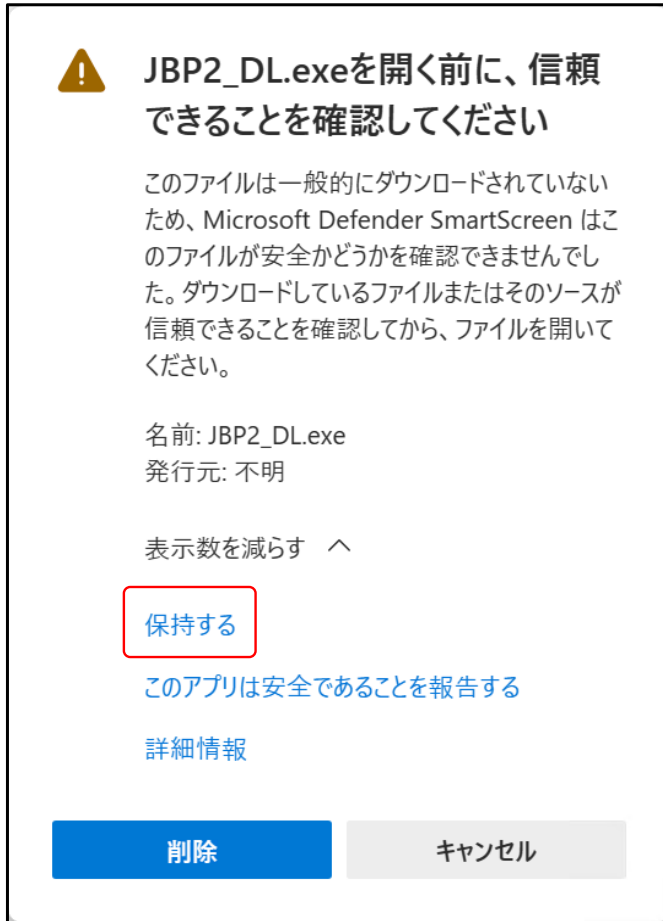 JBP2_DL.exeを開く前に、信頼
できることを確認してください
このファイルは一般的にダウンロードされていない
ため、Microsoft Defender SmartScreen はこ
のファイルが安全かどうかを確認できませんでし
た。ダウンロードしているファイルまたはそのソースが
信頼できることを確認してから、ファイルを開いて
ください。
名前: JBP2_DL.exe
発行元: 不明
表示数を減らす
保持する
このアプリは安全であることを報告する
詳細情報
削除
キャンセル